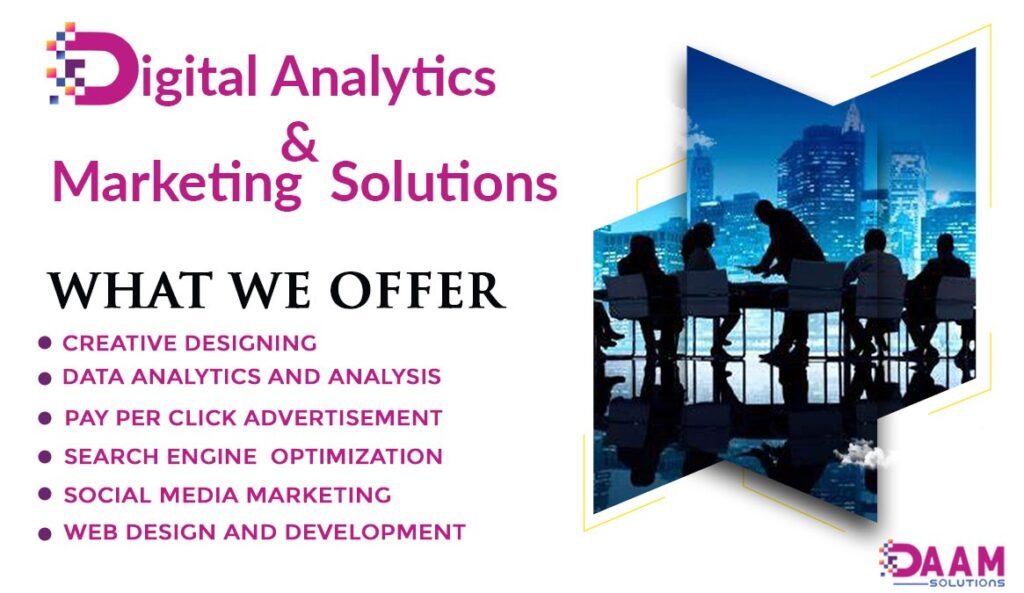 Digital Analytics
&
Marketing Solutions
WHAT WE OFFER
CREATIVE DESIGNING
DATA ANALYTICS AND ANALYSIS
PAY PER CLICK ADVERTISEMENT
SEARCH ENGINE OPTIMIZATION
SOCIAL MEDIA MARKETING
WEB DESIGN AND DEVELOPMENT
DAAM
SOLUTIONS